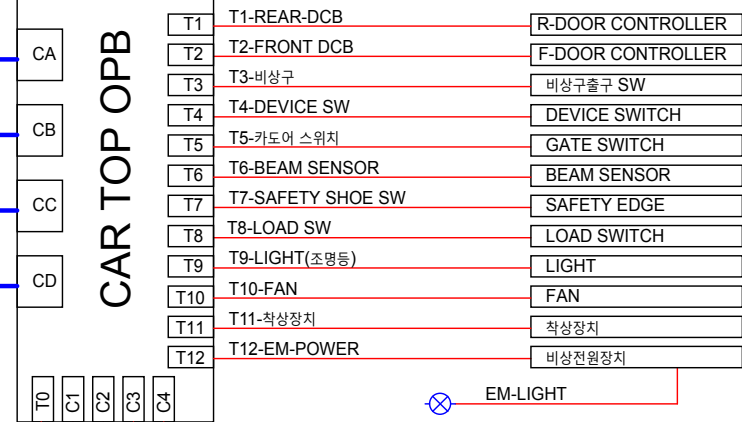 CA
CB
CC
CD
CAR TOP OPB
T1 T1-REAR-DCB R-DOOR CONTROLLER
T2 T2-FRONT DCB F-DOOR CONTROLLER
T3 T3-비상구 비상구출구 SW
T4 T4-DEVICE SW DEVICE SWITCH
T5 T5-카도어 스위치 GATE SWITCH
T6 T6-BEAM SENSOR BEAM SENSOR
T7 T7-SAFETY SHOE SW SAFETY EDGE
T8 T8-LOAD SW LOAD SWITCH
T9 T9-LIGHT(조명등) LIGHT
T10 T10-FAN FAN
T11 T11-착상장치 착상장치
T12 T12-EM-POWER 비상전원장치
EM-LIGHT
T0 C1 C2 C3 C4